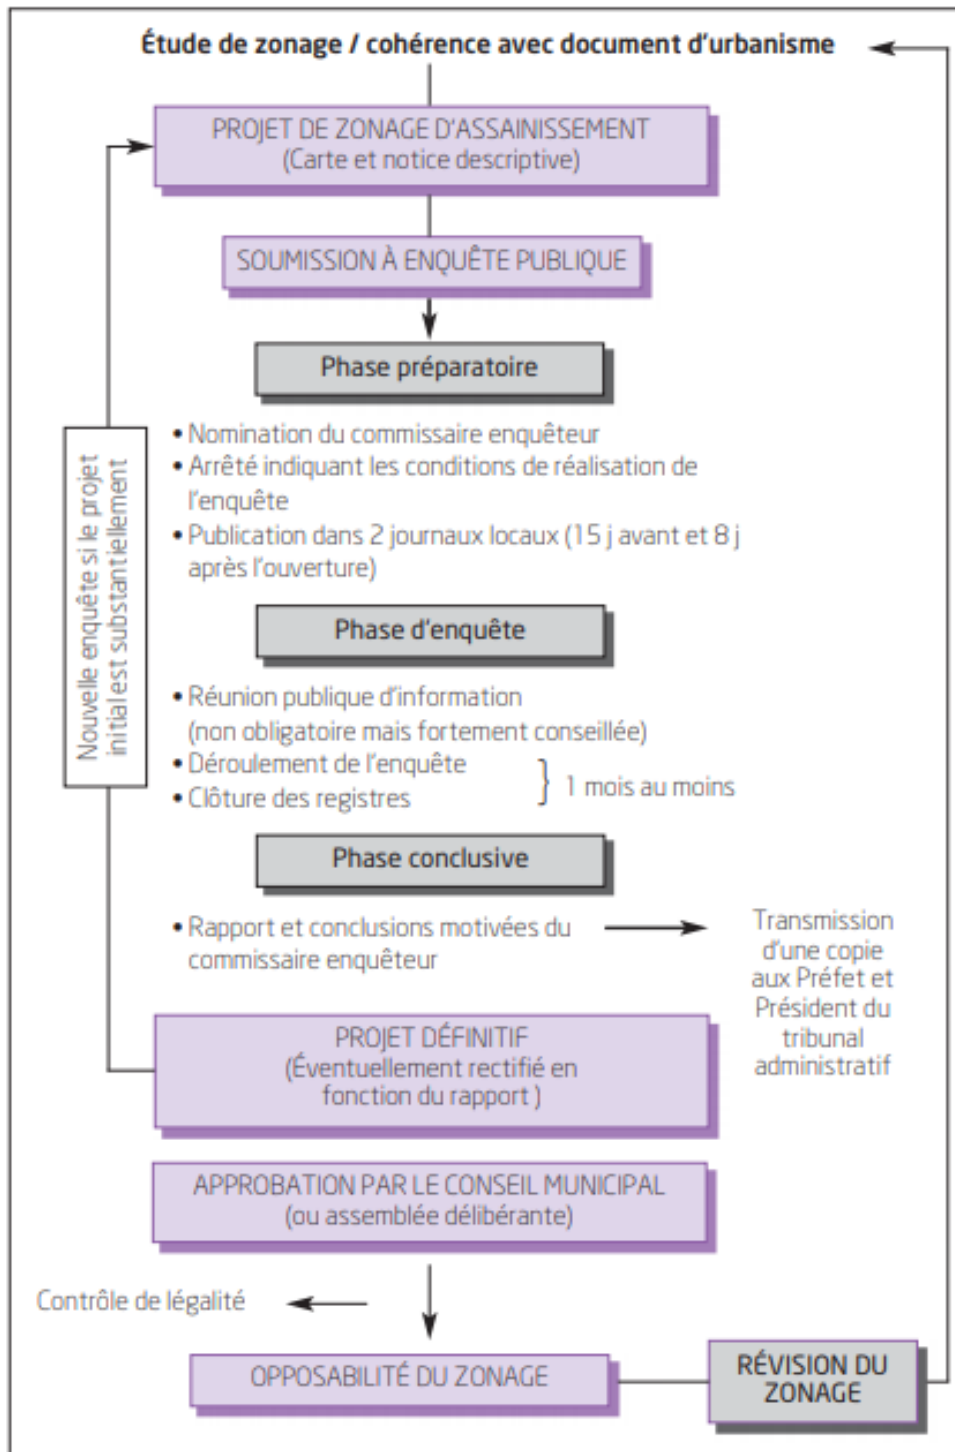 Étude de zonage / cohérence avec document d'urbanisme
PROJET DE ZONAGE D'ASSAINISSEMENT
(Carte et notice descriptive)
SOUMISSION À ENQUÊTE PUBLIQUE
Phase préparatoire
• Nomination du commissaire enquêteur
• Arrêté indiquant les conditions de réalisation de
l'enquête
• Publication dans 2 journaux locaux (15 j avant et 8 j
après l'ouverture)
Nouvelle enquête si le projet
initial est substantiellement
Phase d'enquête
• Réunion publique d'information
(non obligatoire mais fortement conseillée)
• Déroulement de l'enquête
• Clôture des registres
} 1 mois au moins
Phase conclusive
• Rapport et conclusions motivées du
commissaire enquêteur
Transmission
d'une copie
aux Préfet et
Président du
tribunal
administratif
PROJET DÉFINITIF
(Éventuellement rectifié en
fonction du rapport )
APPROBATION PAR LE CONSEIL MUNICIPAL
(ou assemblée délibérante)
Contrôle de légalité
OPPOSABILITÉ DU ZONAGE
RÉVISION DU
ZONAGE